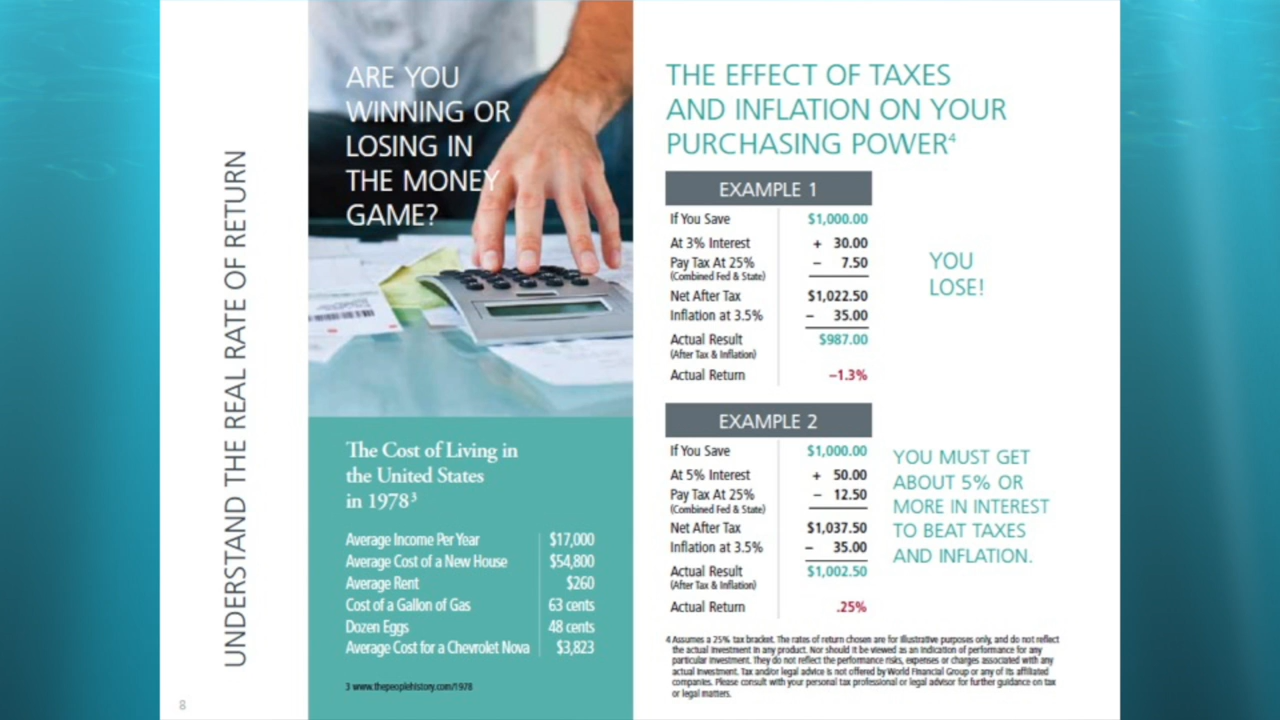 UNDERSTAND THE REAL RATE OF RETURN
ARE YOU
WINNING OR
LOSING IN
THE MONEY
GAME?
The Cost of Living in
the United States
in 1978³
Average Income Per Year $17,000
Average Cost of a New House $54,800
Average Rent $260
Cost of a Gallon of Gas 63 cents
Dozen Eggs 48 cents
Average Cost for a Chevrolet Nova $3,823
3 www.thepeoplehistory.com/1978
THE EFFECT OF TAXES
AND INFLATION ON YOUR
PURCHASING POWER⁴
EXAMPLE 1
If You Save $1,000.00
At 3% Interest + 30.00
Pay Tax At 25% – 7.50
(Combined Fed & State)
Net After Tax $1,022.50
Inflation at 3.5% – 35.00
Actual Result $987.00
(After Tax & Inflation)
Actual Return –1.3%
YOU
LOSE!
EXAMPLE 2
If You Save $1,000.00
At 5% Interest + 50.00
Pay Tax At 25% – 12.50
(Combined Fed & State)
Net After Tax $1,037.50
Inflation at 3.5% – 35.00
Actual Result $1,002.50
(After Tax & Inflation)
Actual Return .25%
YOU MUST GET
ABOUT 5% OR
MORE IN INTEREST
TO BEAT TAXES
AND INFLATION.
4 Assumes a 25% tax bracket. The rates of return chosen are for illustrative purposes only, and do not reflect
the actual investment in any product. Nor should it be viewed as an indication of performance for any
particular investment. They do not reflect the performance risks, expenses or charges associated with any
actual investment. Tax and/or legal advice is not offered by World Financial Group or any of its affiliated
companies. Please consult with your personal tax professional or legal advisor for further guidance on tax
or legal matters.
8